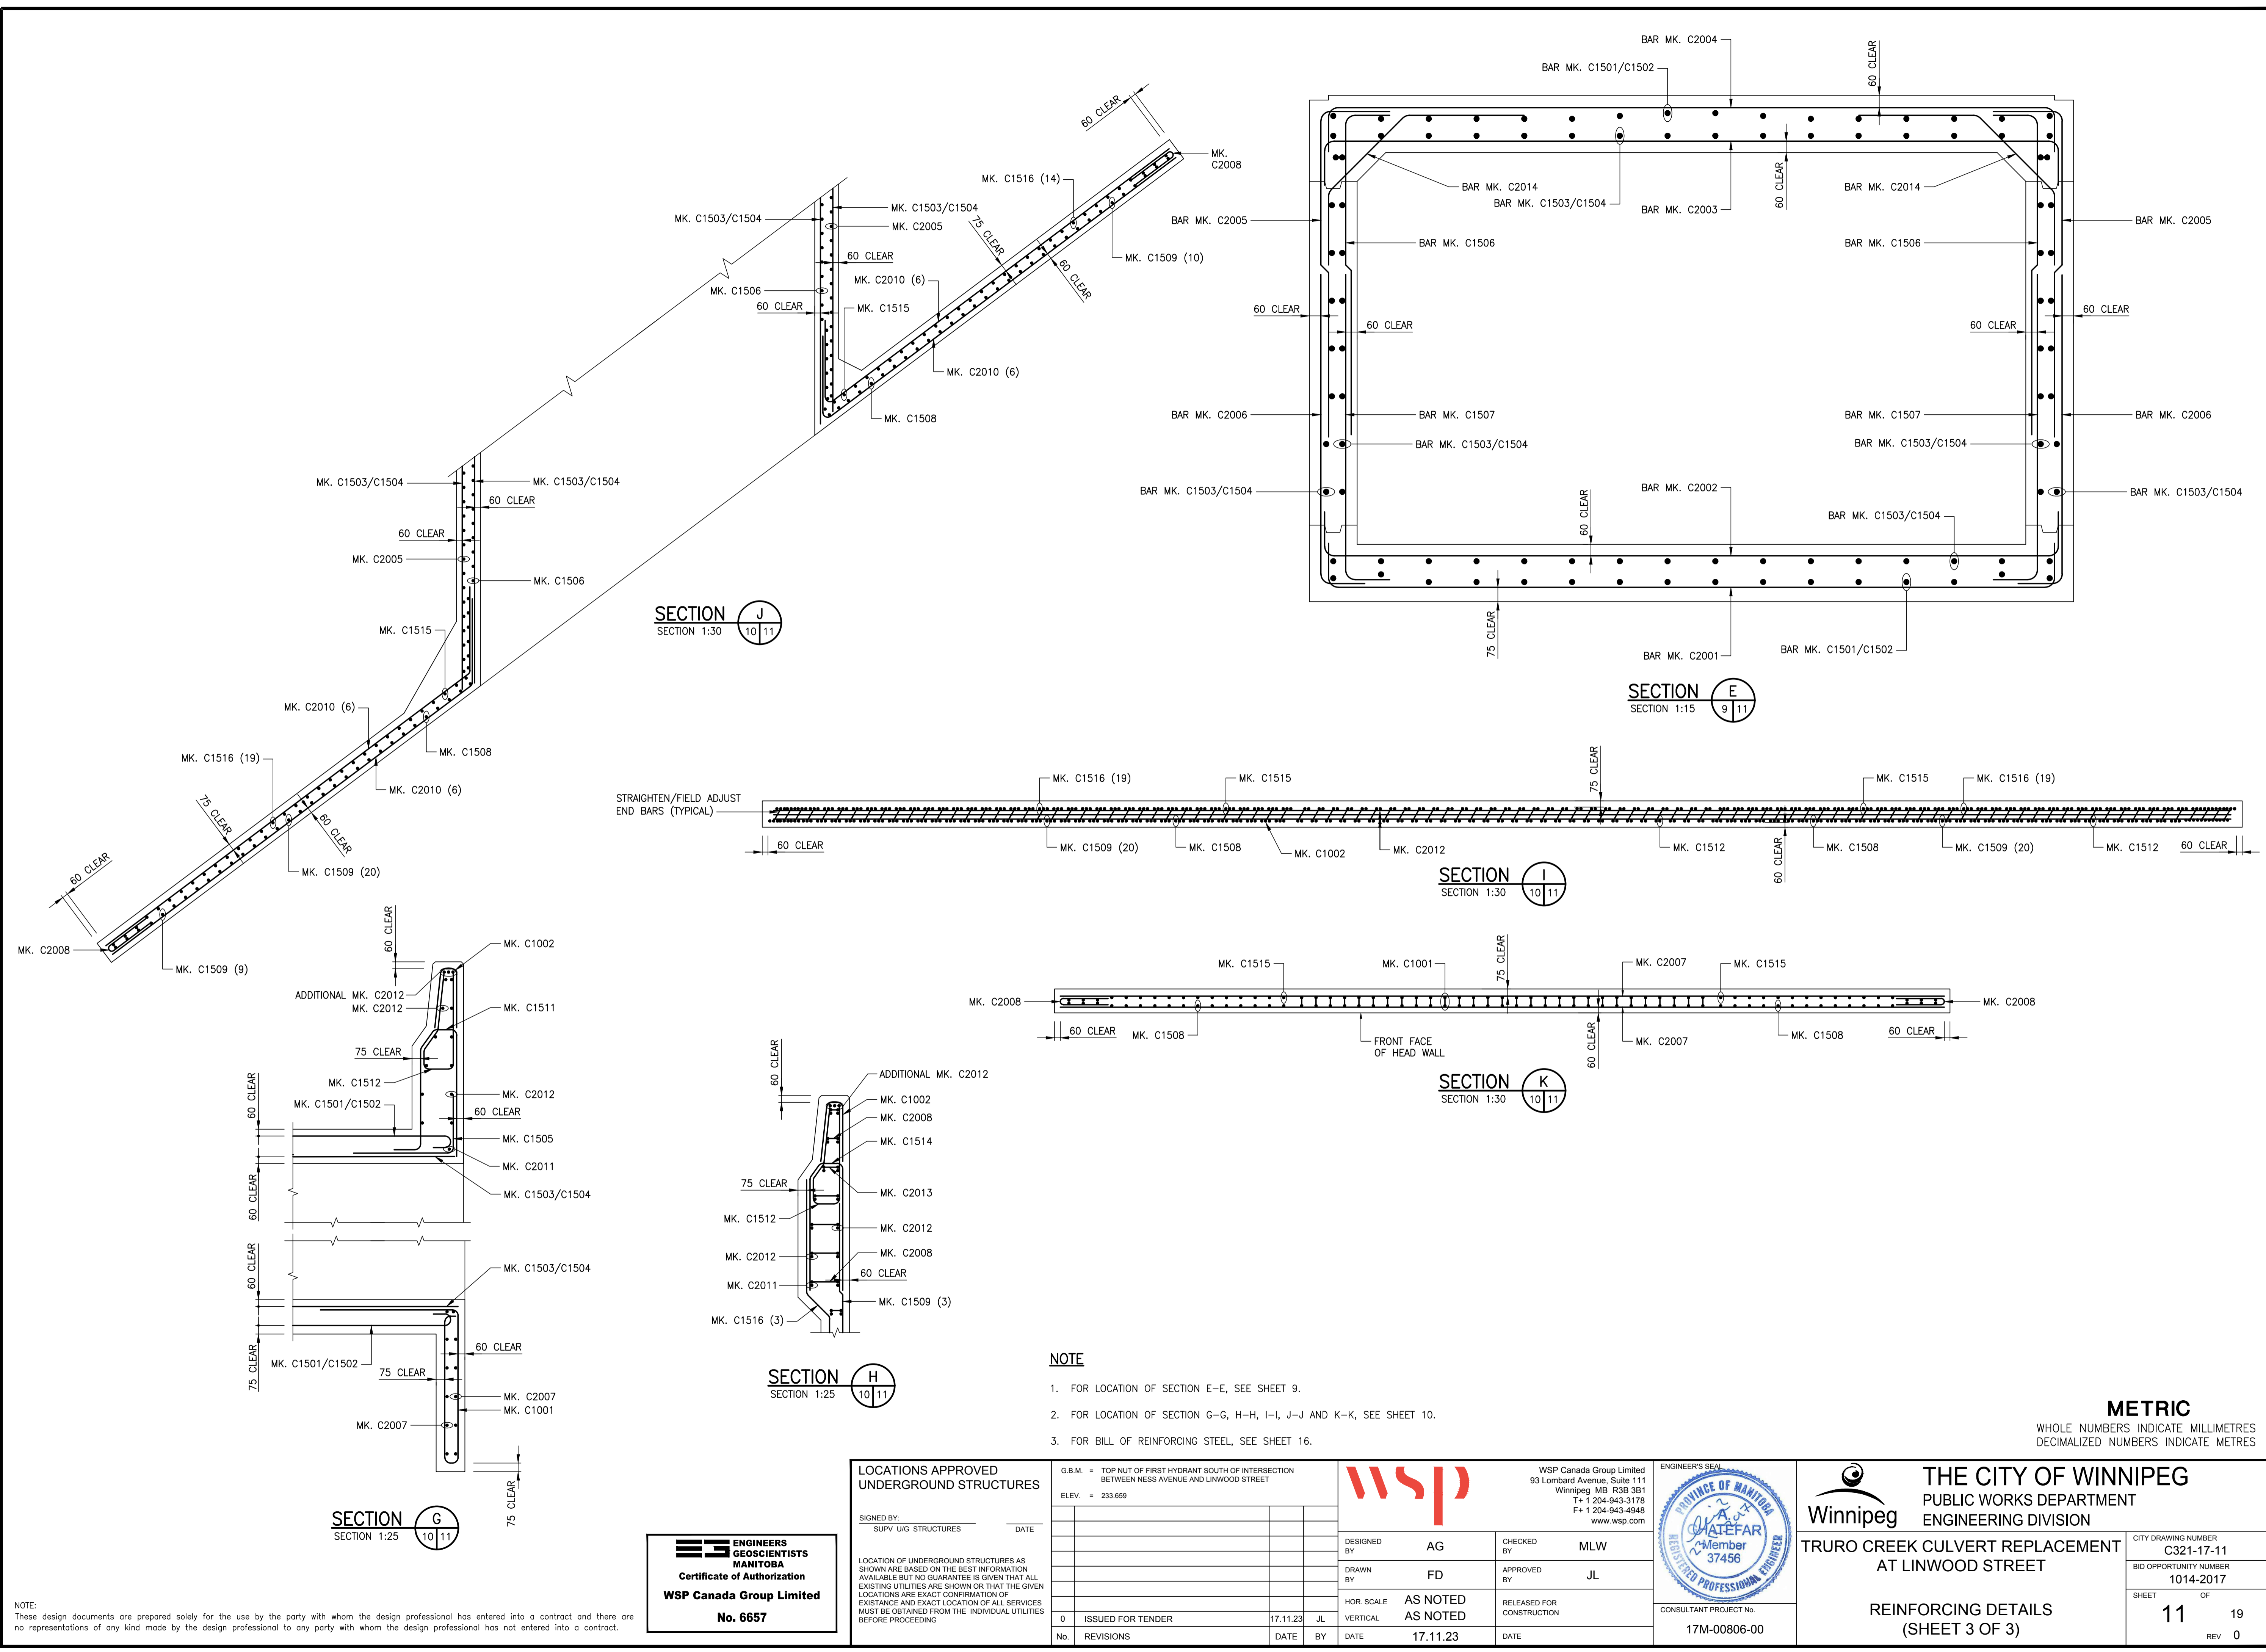 BAR MK. C2004
BAR MK. C1501/C1502
60 CLEAR
BAR MK. C2014
BAR MK. C1503/C1504
BAR MK. C2003
60 CLEAR
BAR MK. C2014
BAR MK. C2005
BAR MK. C2005
BAR MK. C1506
BAR MK. C1506
60 CLEAR
60 CLEAR
60 CLEAR
60 CLEAR
BAR MK. C2006
BAR MK. C1507
BAR MK. C1507
BAR MK. C2006
BAR MK. C1503/C1504
BAR MK. C1503/C1504
BAR MK. C1503/C1504
BAR MK. C1503/C1504
60 CLEAR
BAR MK. C2002
BAR MK. C1503/C1504
75 CLEAR
BAR MK. C2001
BAR MK. C1501/C1502
SECTION E
SECTION 1:15 9 11
60 CLEAR
MK.
C2008
MK. C1516 (14)
MK. C1503/C1504
MK. C1503/C1504
MK. C2005
75 CLEAR
60 CLEAR
MK. C1509 (10)
60 CLEAR
MK. C2010 (6)
MK. C1506
60 CLEAR
MK. C1515
MK. C2010 (6)
MK. C1508
MK. C1503/C1504
MK. C1503/C1504
60 CLEAR
60 CLEAR
MK. C2005
MK. C1506
MK. C1515
MK. C2010 (6)
MK. C1508
MK. C1516 (19)
MK. C2010 (6)
75 CLEAR
60 CLEAR
MK. C1509 (20)
60 CLEAR
MK. C2008
MK. C1509 (9)
SECTION J
SECTION 1:30 10 11
STRAIGHTEN/FIELD ADJUST
END BARS (TYPICAL)
MK. C1516 (19)
MK. C1515
75 CLEAR
MK. C1515
MK. C1516 (19)
60 CLEAR
MK. C1509 (20)
MK. C1508
MK. C1002
MK. C2012
MK. C1512
60 CLEAR
MK. C1508
MK. C1509 (20)
MK. C1512
60 CLEAR
SECTION I
SECTION 1:30 10 11
MK. C1515
MK. C1001
75 CLEAR
MK. C2007
MK. C1515
MK. C2008
MK. C2008
60 CLEAR
MK. C1508
FRONT FACE
OF HEAD WALL
60 CLEAR
MK. C2007
MK. C1508
60 CLEAR
SECTION K
SECTION 1:30 10 11
60 CLEAR
MK. C1002
ADDITIONAL MK. C2012
MK. C2012
MK. C1511
75 CLEAR
MK. C1512
MK. C2012
60 CLEAR
MK. C1501/C1502
60 CLEAR
MK. C1505
MK. C2011
60 CLEAR
MK. C1503/C1504
60 CLEAR
MK. C1503/C1504
60 CLEAR
75 CLEAR
MK. C1501/C1502
75 CLEAR
MK. C2007
MK. C1001
MK. C2007
75 CLEAR
SECTION G
SECTION 1:25 10 11
60 CLEAR
ADDITIONAL MK. C2012
MK. C1002
MK. C2008
MK. C1514
75 CLEAR
MK. C2013
MK. C1512
MK. C2012
MK. C2012
MK. C2008
60 CLEAR
MK. C2011
MK. C1509 (3)
MK. C1516 (3)
SECTION H
SECTION 1:25 10 11
NOTE
1. FOR LOCATION OF SECTION E-E, SEE SHEET 9.
2. FOR LOCATION OF SECTION G-G, H-H, I-I, J-J AND K-K, SEE SHEET 10.
3. FOR BILL OF REINFORCING STEEL, SEE SHEET 16.
METRIC
WHOLE NUMBERS INDICATE MILLIMETRES
DECIMALIZED NUMBERS INDICATE METRES
NOTE:
These design documents are prepared solely for the use by the party with whom the design professional has entered into a contract and there are
no representations of any kind made by the design professional to any party with whom the design professional has not entered into a contract.
ENGINEERS
GEOSCIENTISTS
MANITOBA
Certificate of Authorization
WSP Canada Group Limited
No. 6657
LOCATIONS APPROVED
UNDERGROUND STRUCTURES
SIGNED BY:
SUPV U/G STRUCTURES DATE
LOCATION OF UNDERGROUND STRUCTURES AS
SHOWN ARE BASED ON THE BEST INFORMATION
AVAILABLE BUT NO GUARANTEE IS GIVEN THAT ALL
EXISTING UTILITIES ARE SHOWN OR THAT THE GIVEN
LOCATIONS ARE EXACT CONFIRMATION OF
EXISTANCE AND EXACT LOCATION OF ALL SERVICES
MUST BE OBTAINED FROM THE INDIVIDUAL UTILITIES
BEFORE PROCEEDING
G.B.M. = TOP NUT OF FIRST HYDRANT SOUTH OF INTERSECTION
BETWEEN NESS AVENUE AND LINWOOD STREET
ELEV. = 233.659
0 ISSUED FOR TENDER 17.11.23 JL
No. REVISIONS DATE BY
wsp
WSP Canada Group Limited
93 Lombard Avenue, Suite 111
Winnipeg MB R3B 3B1
T+ 1 204-943-3178
F+ 1 204-943-4948
www.wsp.com
DESIGNED BY AG
CHECKED BY MLW
DRAWN BY FD
APPROVED BY JL
HOR. SCALE AS NOTED
VERTICAL AS NOTED
RELEASED FOR
CONSTRUCTION
DATE 17.11.23
DATE
ENGINEER'S SEAL
PROVINCE OF MANITOBA
A.
CHATEFAR
Member
37456
REGISTERED PROFESSIONAL ENGINEER
CONSULTANT PROJECT No.
17M-00806-00
Winnipeg
THE CITY OF WINNIPEG
PUBLIC WORKS DEPARTMENT
ENGINEERING DIVISION
TRURO CREEK CULVERT REPLACEMENT
AT LINWOOD STREET
REINFORCING DETAILS
(SHEET 3 OF 3)
CITY DRAWING NUMBER
C321-17-11
BID OPPORTUNITY NUMBER
1014-2017
SHEET OF
11 19
REV 0